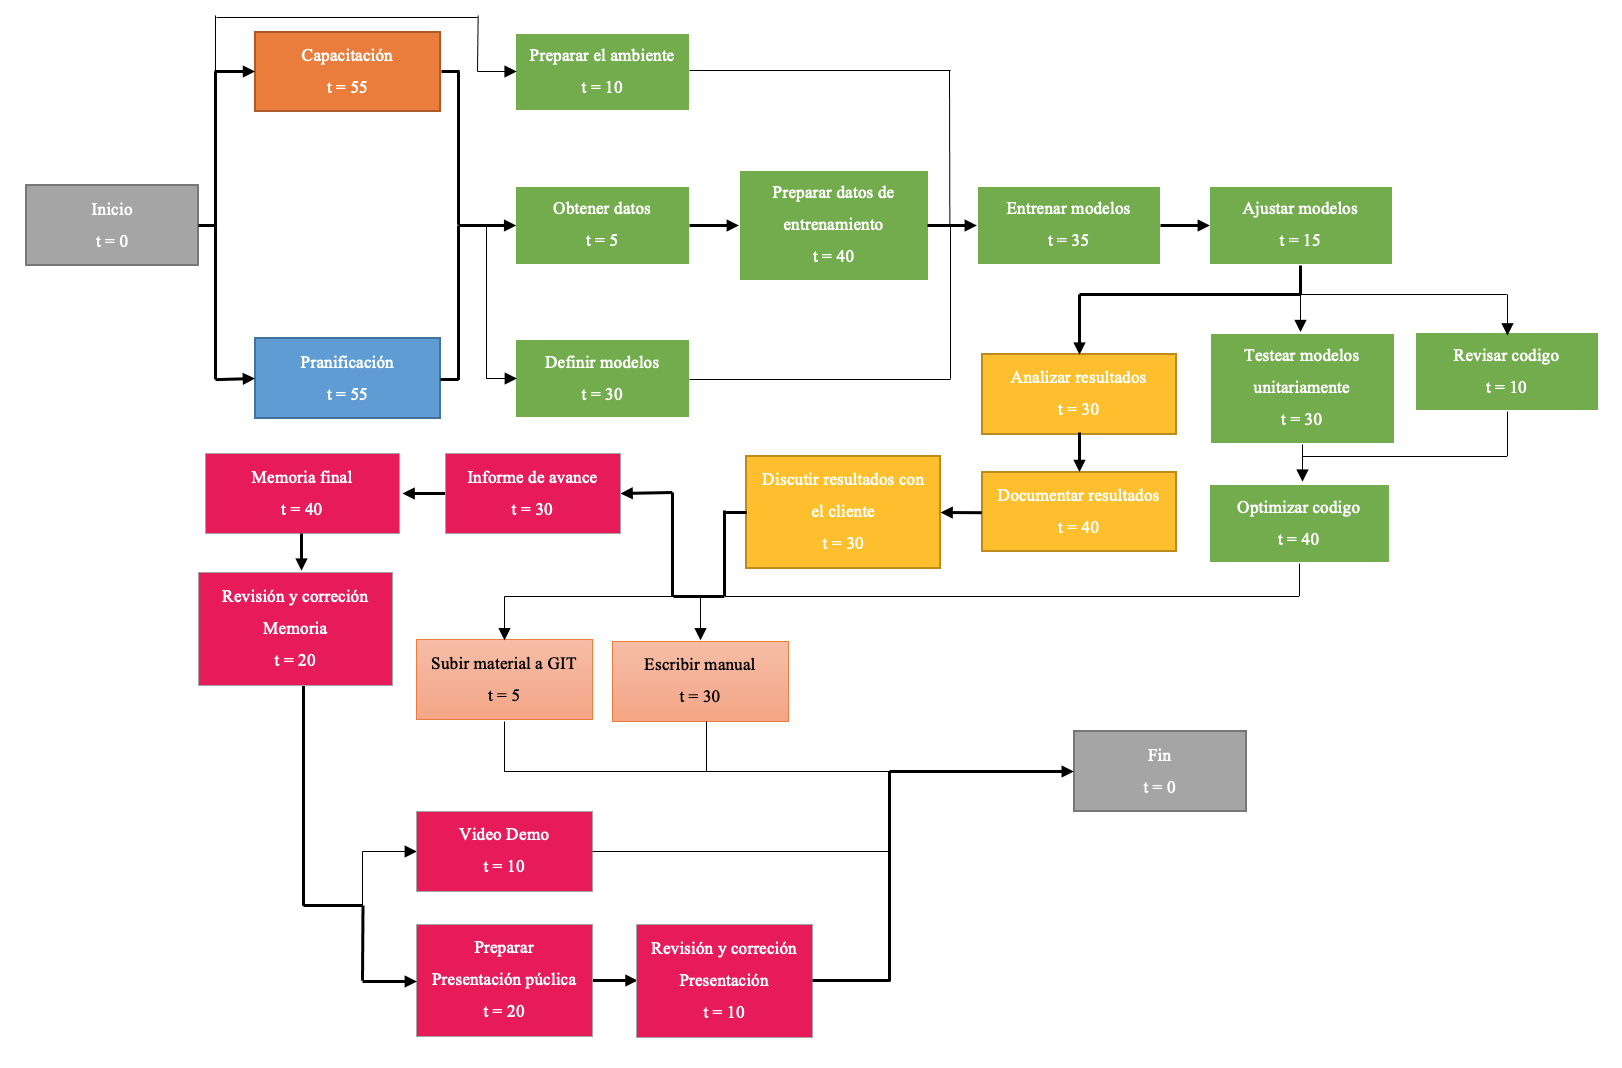 Capacitación
t = 55
Preparar el ambiente
t = 10
Inicio
t = 0
Obtener datos
t = 5
Preparar datos de
entrenamiento
t = 40
Entrenar modelos
t = 35
Ajustar modelos
t = 15
Pranificación
t = 55
Definir modelos
t = 30
Analizar resultados
t = 30
Testear modelos
unitariamente
t = 30
Revisar codigo
t = 10
Memoria final
t = 40
Informe de avance
t = 30
Discutir resultados con
el cliente
t = 30
Documentar resultados
t = 40
Optimizar codigo
t = 40
Revisión y correción
Memoria
t = 20
Subir material a GIT
t = 5
Escribir manual
t = 30
Fin
t = 0
Video Demo
t = 10
Preparar
Presentación púclica
t = 20
Revisión y correción
Presentación
t = 10